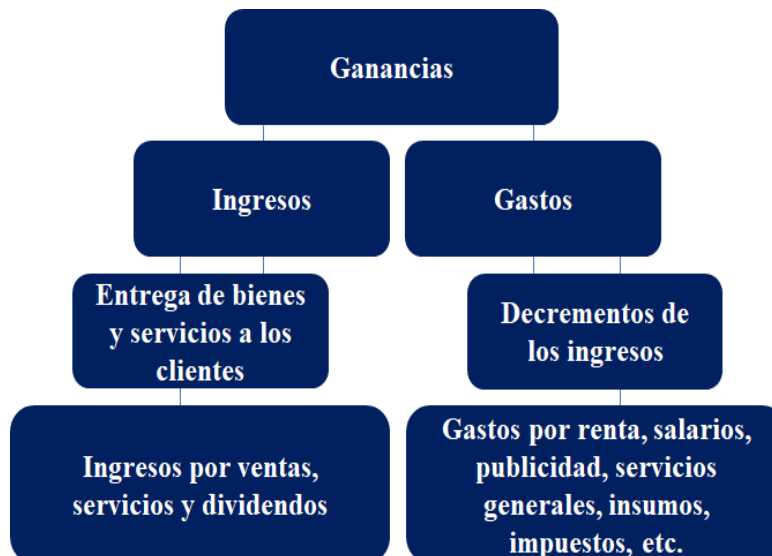 Ganancias
Ingresos
Gastos
Entrega de bienes
y servicios a los
clientes
Decrementos de
los ingresos
Ingresos por ventas,
servicios y dividendos
Gastos por renta, salarios,
publicidad, servicios
generales, insumos,
impuestos, etc.